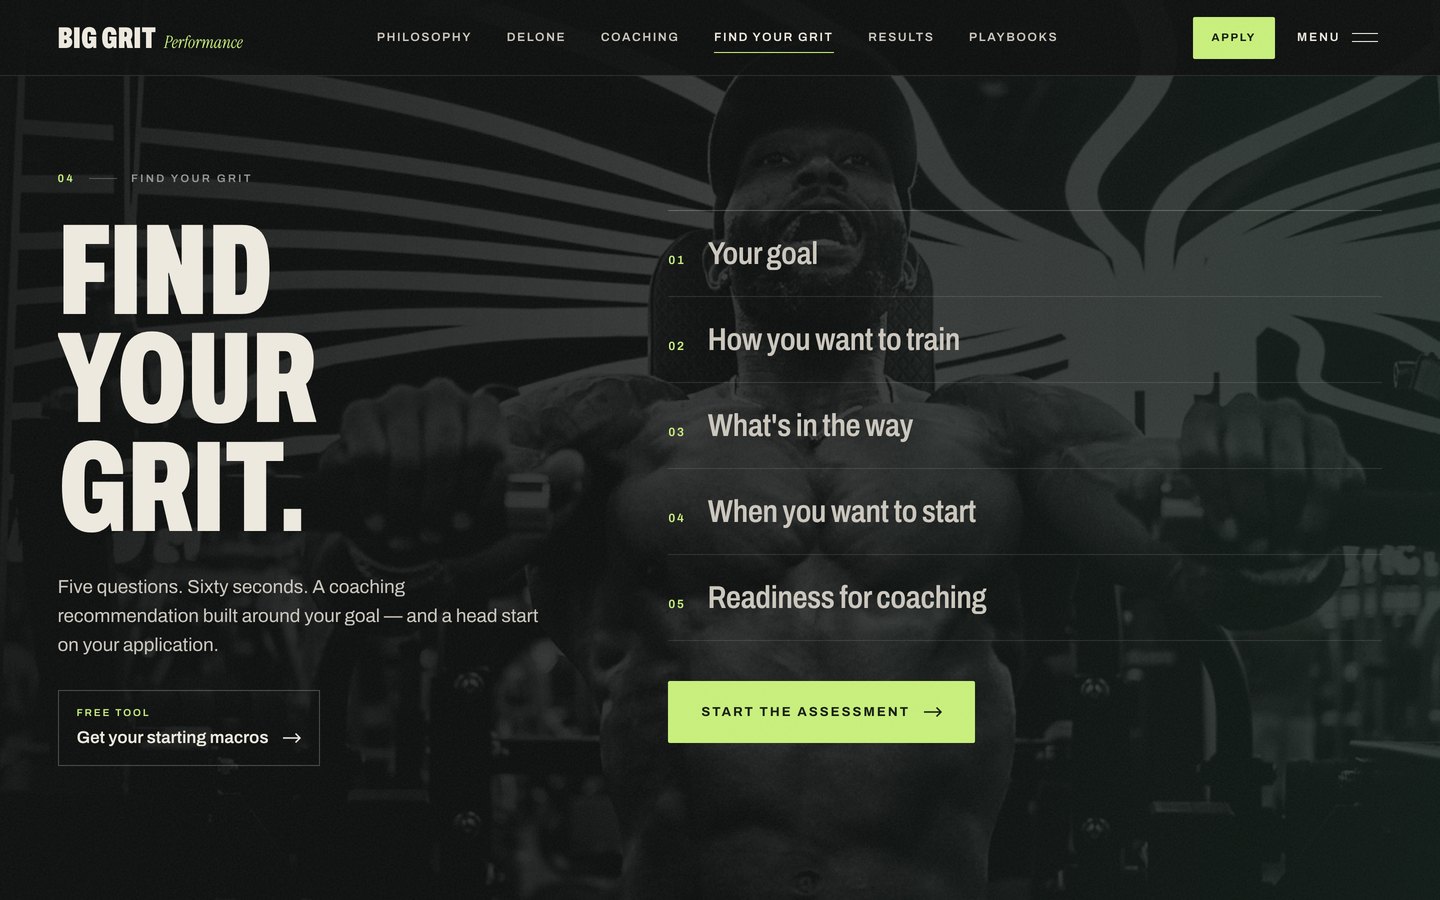 BIG GRIT Performance
PHILOSOPHY
DELONE
COACHING
FIND YOUR GRIT
RESULTS
PLAYBOOKS
APPLY
MENU
04 — FIND YOUR GRIT
FIND
YOUR
GRIT.
Five questions. Sixty seconds. A coaching
recommendation built around your goal — and a head start
on your application.
FREE TOOL
Get your starting macros →
01 Your goal
02 How you want to train
03 What's in the way
04 When you want to start
05 Readiness for coaching
START THE ASSESSMENT →